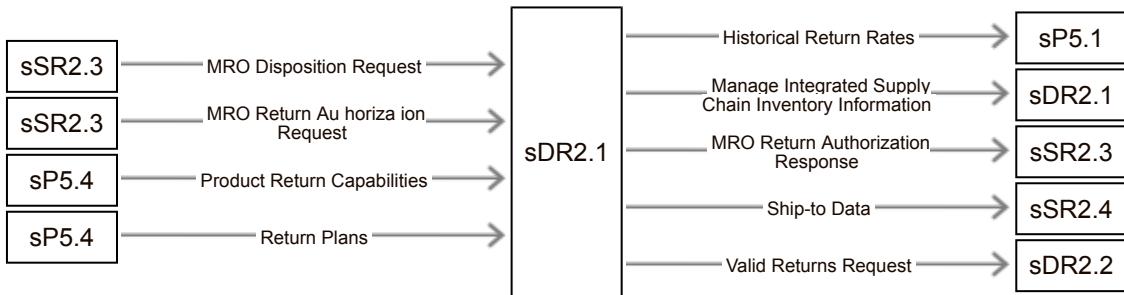 sSR2.3
MRO Disposition Request
sSR2.3
MRO Return Au horiza ion
Request
sP5.4
Product Return Capabilities
sP5.4
Return Plans
sDR2.1
Historical Return Rates
sP5.1
Manage Integrated Supply
Chain Inventory Information
sDR2.1
MRO Return Authorization
Response
sSR2.3
Ship-to Data
sSR2.4
Valid Returns Request
sDR2.2